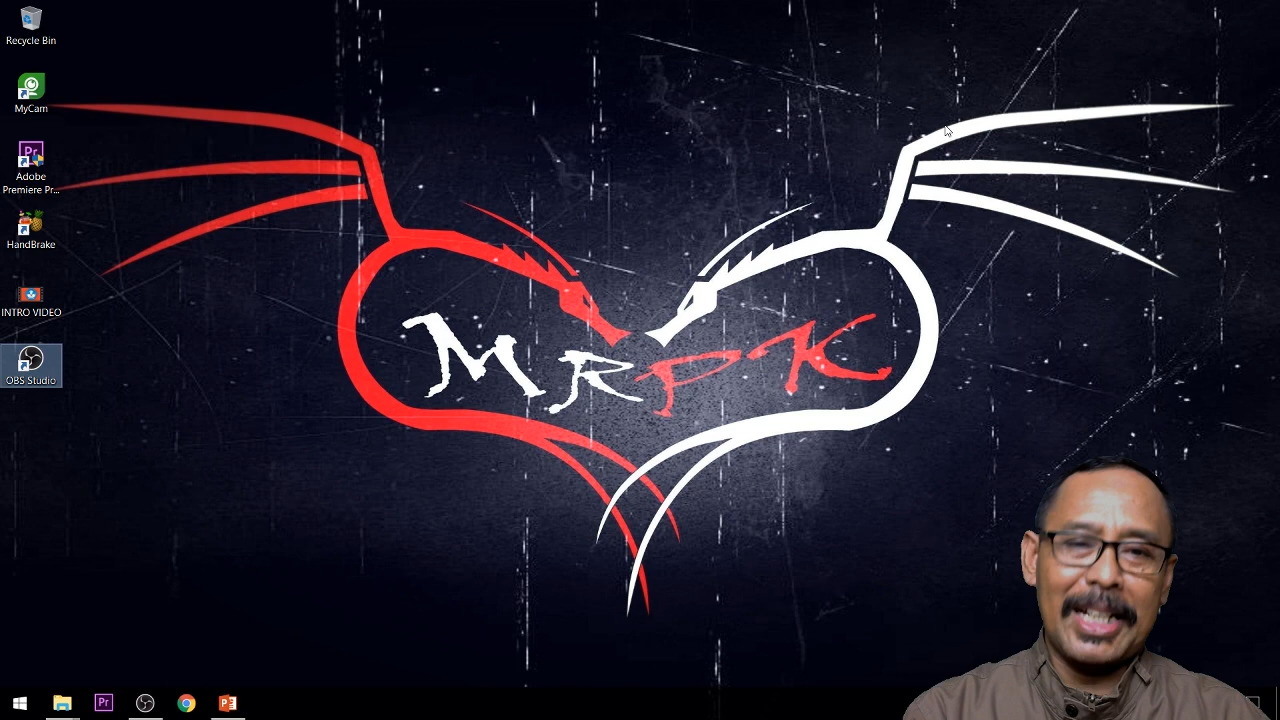 Recycle Bin
MyCam
Adobe
Premiere Pr...
HandBrake
INTRO VIDEO
OBS Studio
MRPK